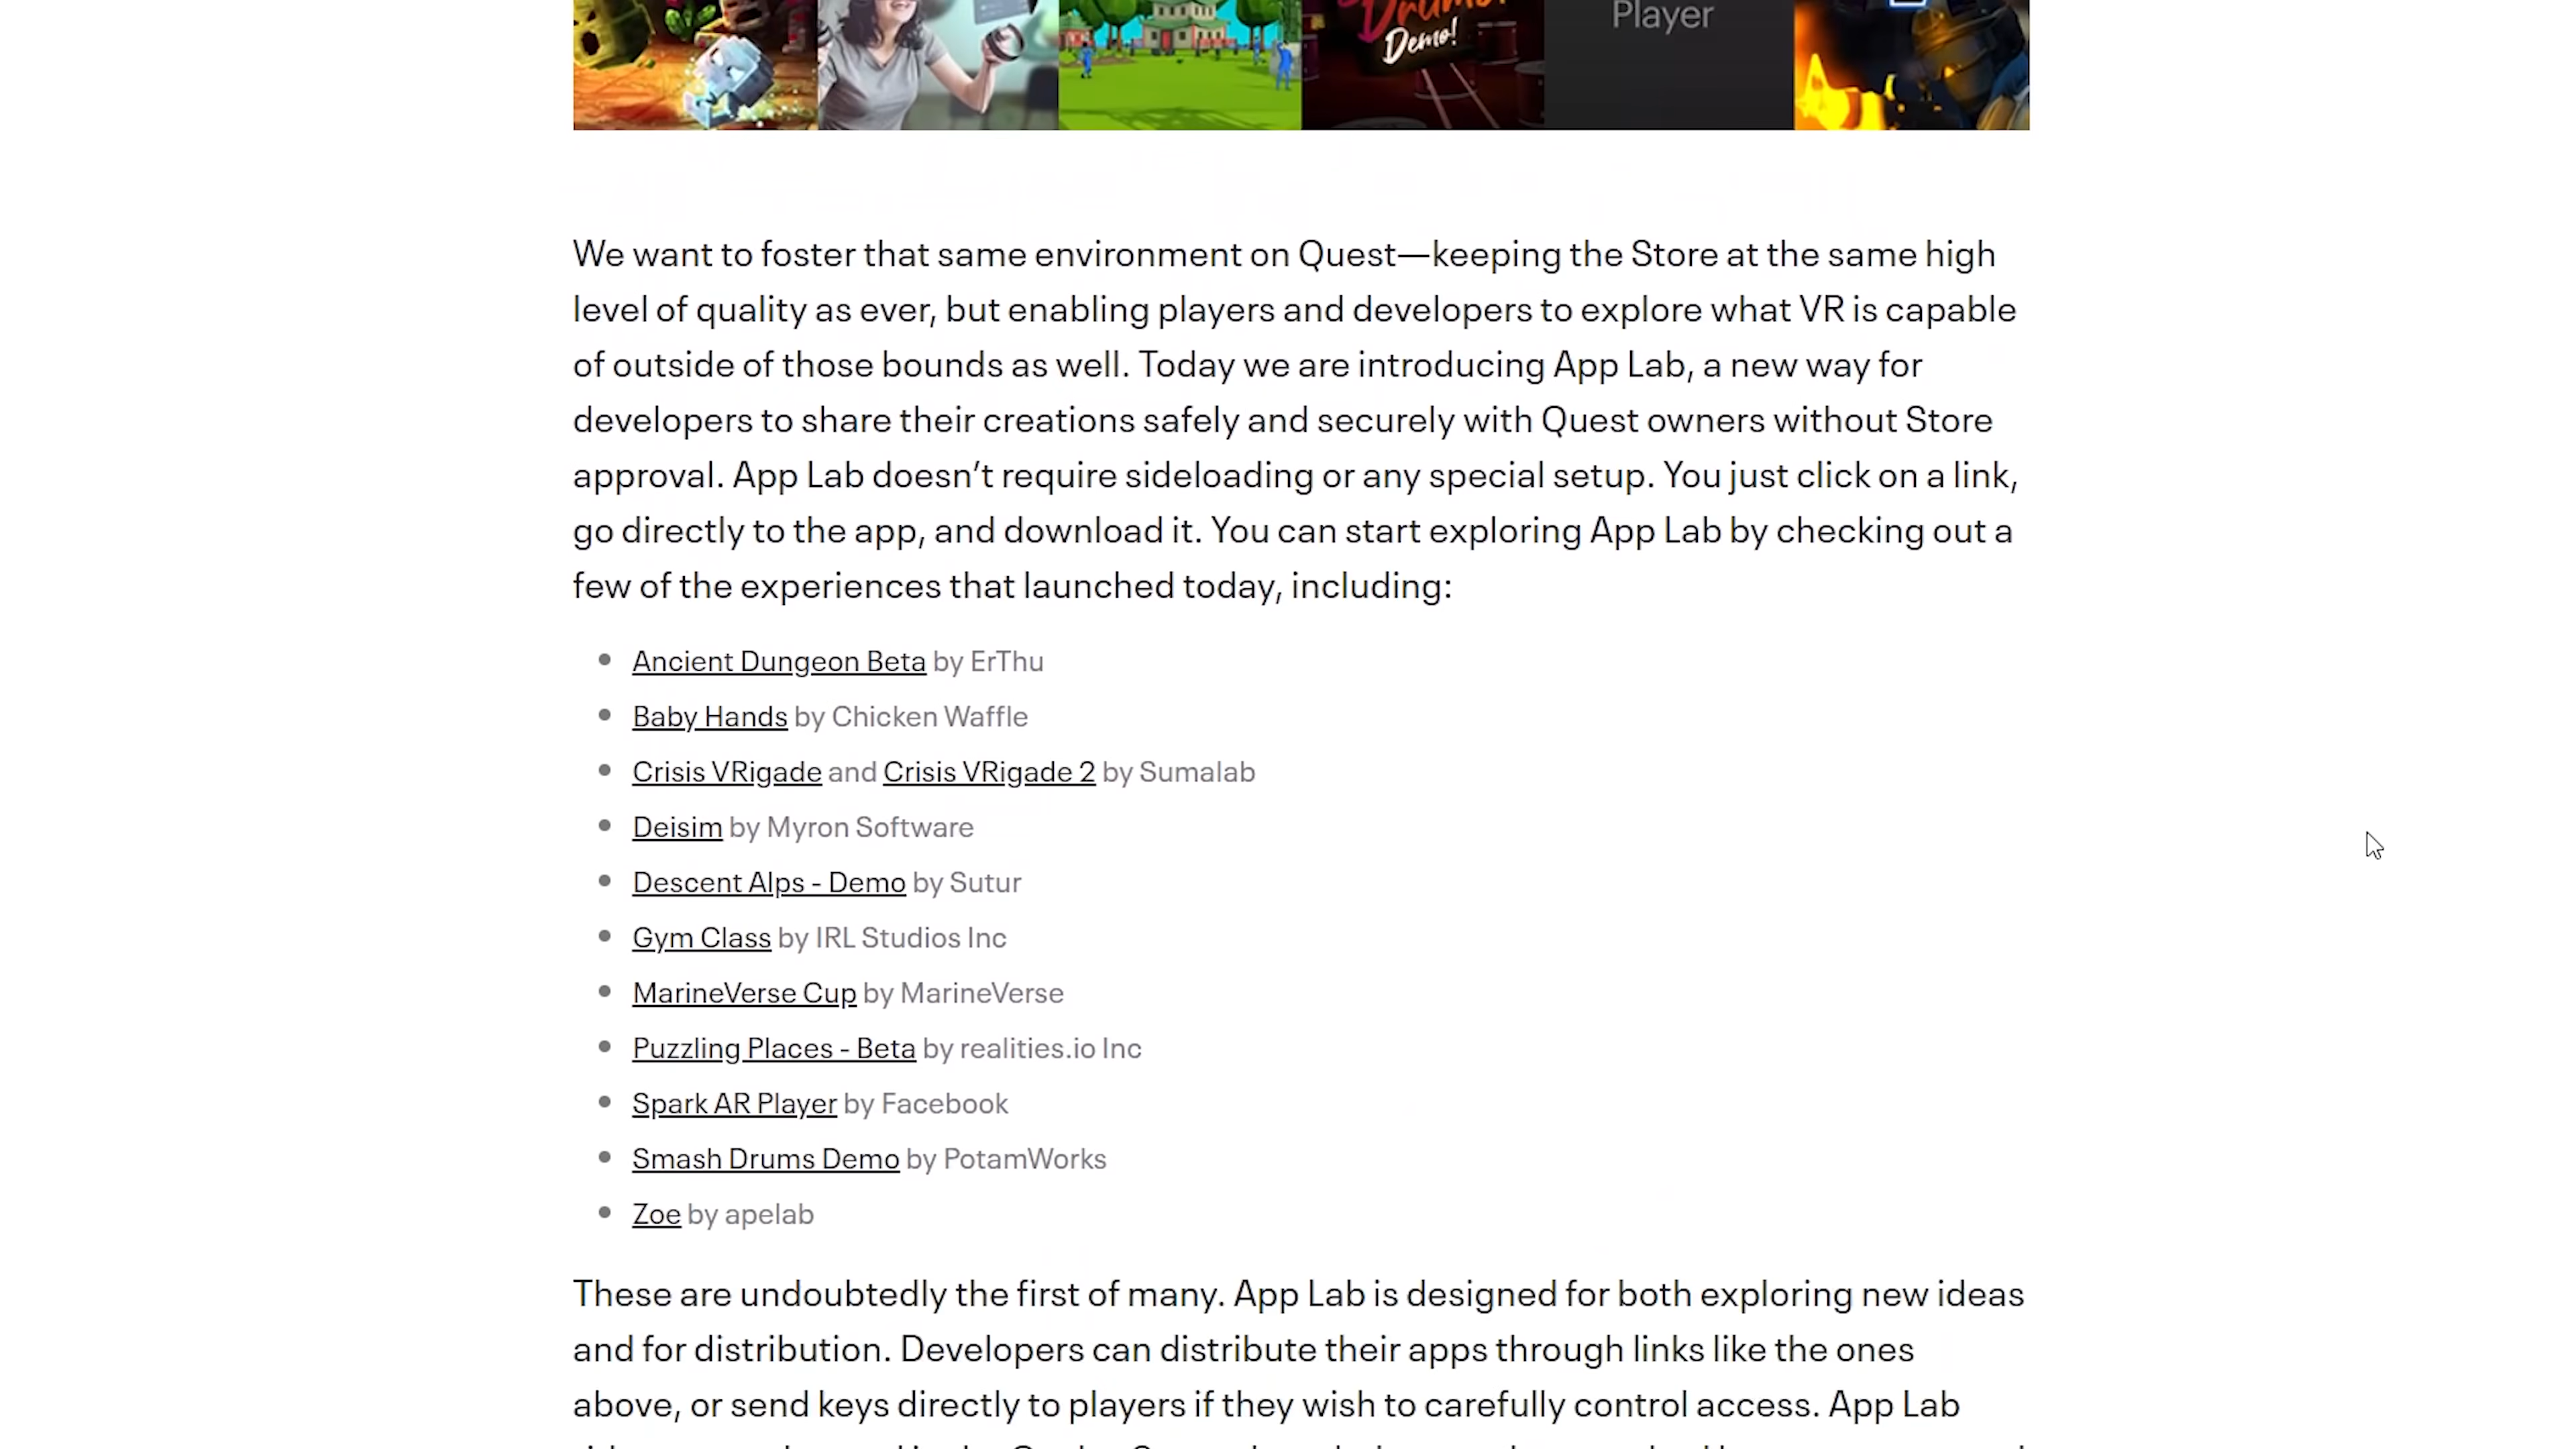 Drums!
Demo!
Player
We want to foster that same environment on Quest—keeping the Store at the same high
level of quality as ever, but enabling players and developers to explore what VR is capable
of outside of those bounds as well. Today we are introducing App Lab, a new way for
developers to share their creations safely and securely with Quest owners without Store
approval. App Lab doesn’t require sideloading or any special setup. You just click on a link,
go directly to the app, and download it. You can start exploring App Lab by checking out a
few of the experiences that launched today, including:
Ancient Dungeon Beta by ErThu
Baby Hands by Chicken Waffle
Crisis VRigade and Crisis VRigade 2 by Sumalab
Deisim by Myron Software
Descent Alps - Demo by Sutur
Gym Class by IRL Studios Inc
MarineVerse Cup by MarineVerse
Puzzling Places - Beta by realities.io Inc
Spark AR Player by Facebook
Smash Drums Demo by PotamWorks
Zoe by apelab
These are undoubtedly the first of many. App Lab is designed for both exploring new ideas
and for distribution. Developers can distribute their apps through links like the ones
above, or send keys directly to players if they wish to carefully control access. App Lab